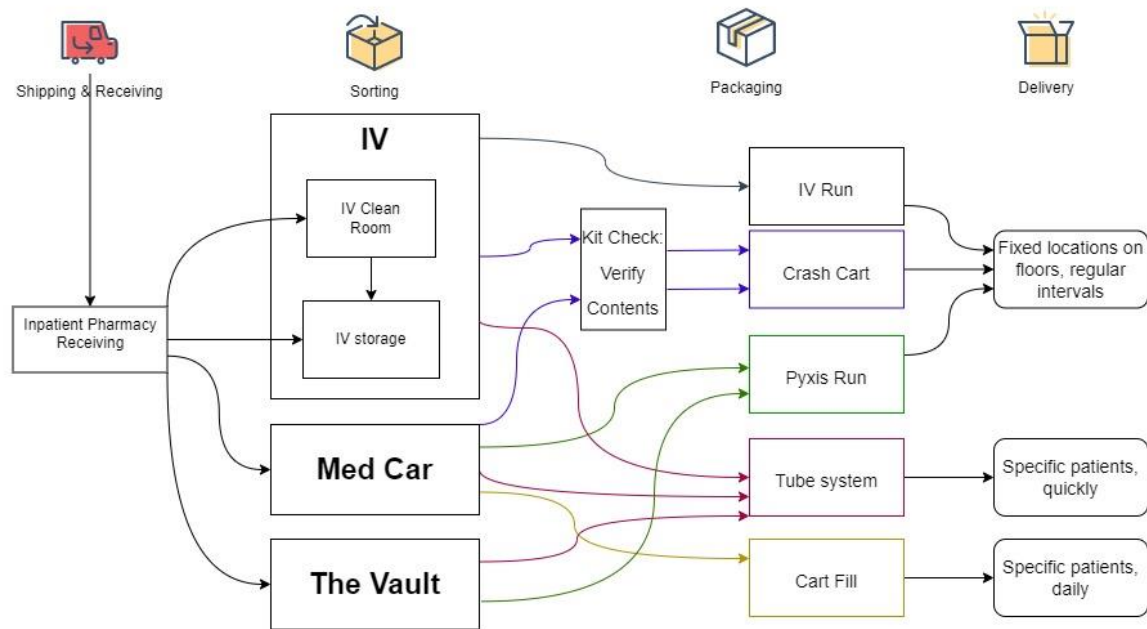 Shipping & Receiving
Sorting
Packaging
Delivery
IV
IV Clean
Room
IV storage
Inpatient Pharmacy
Receiving
Med Car
The Vault
Kit Check:
Verify
Contents
IV Run
Crash Cart
Pyxis Run
Tube system
Cart Fill
Fixed locations on
floors, regular
intervals
Specific patients,
quickly
Specific patients,
daily